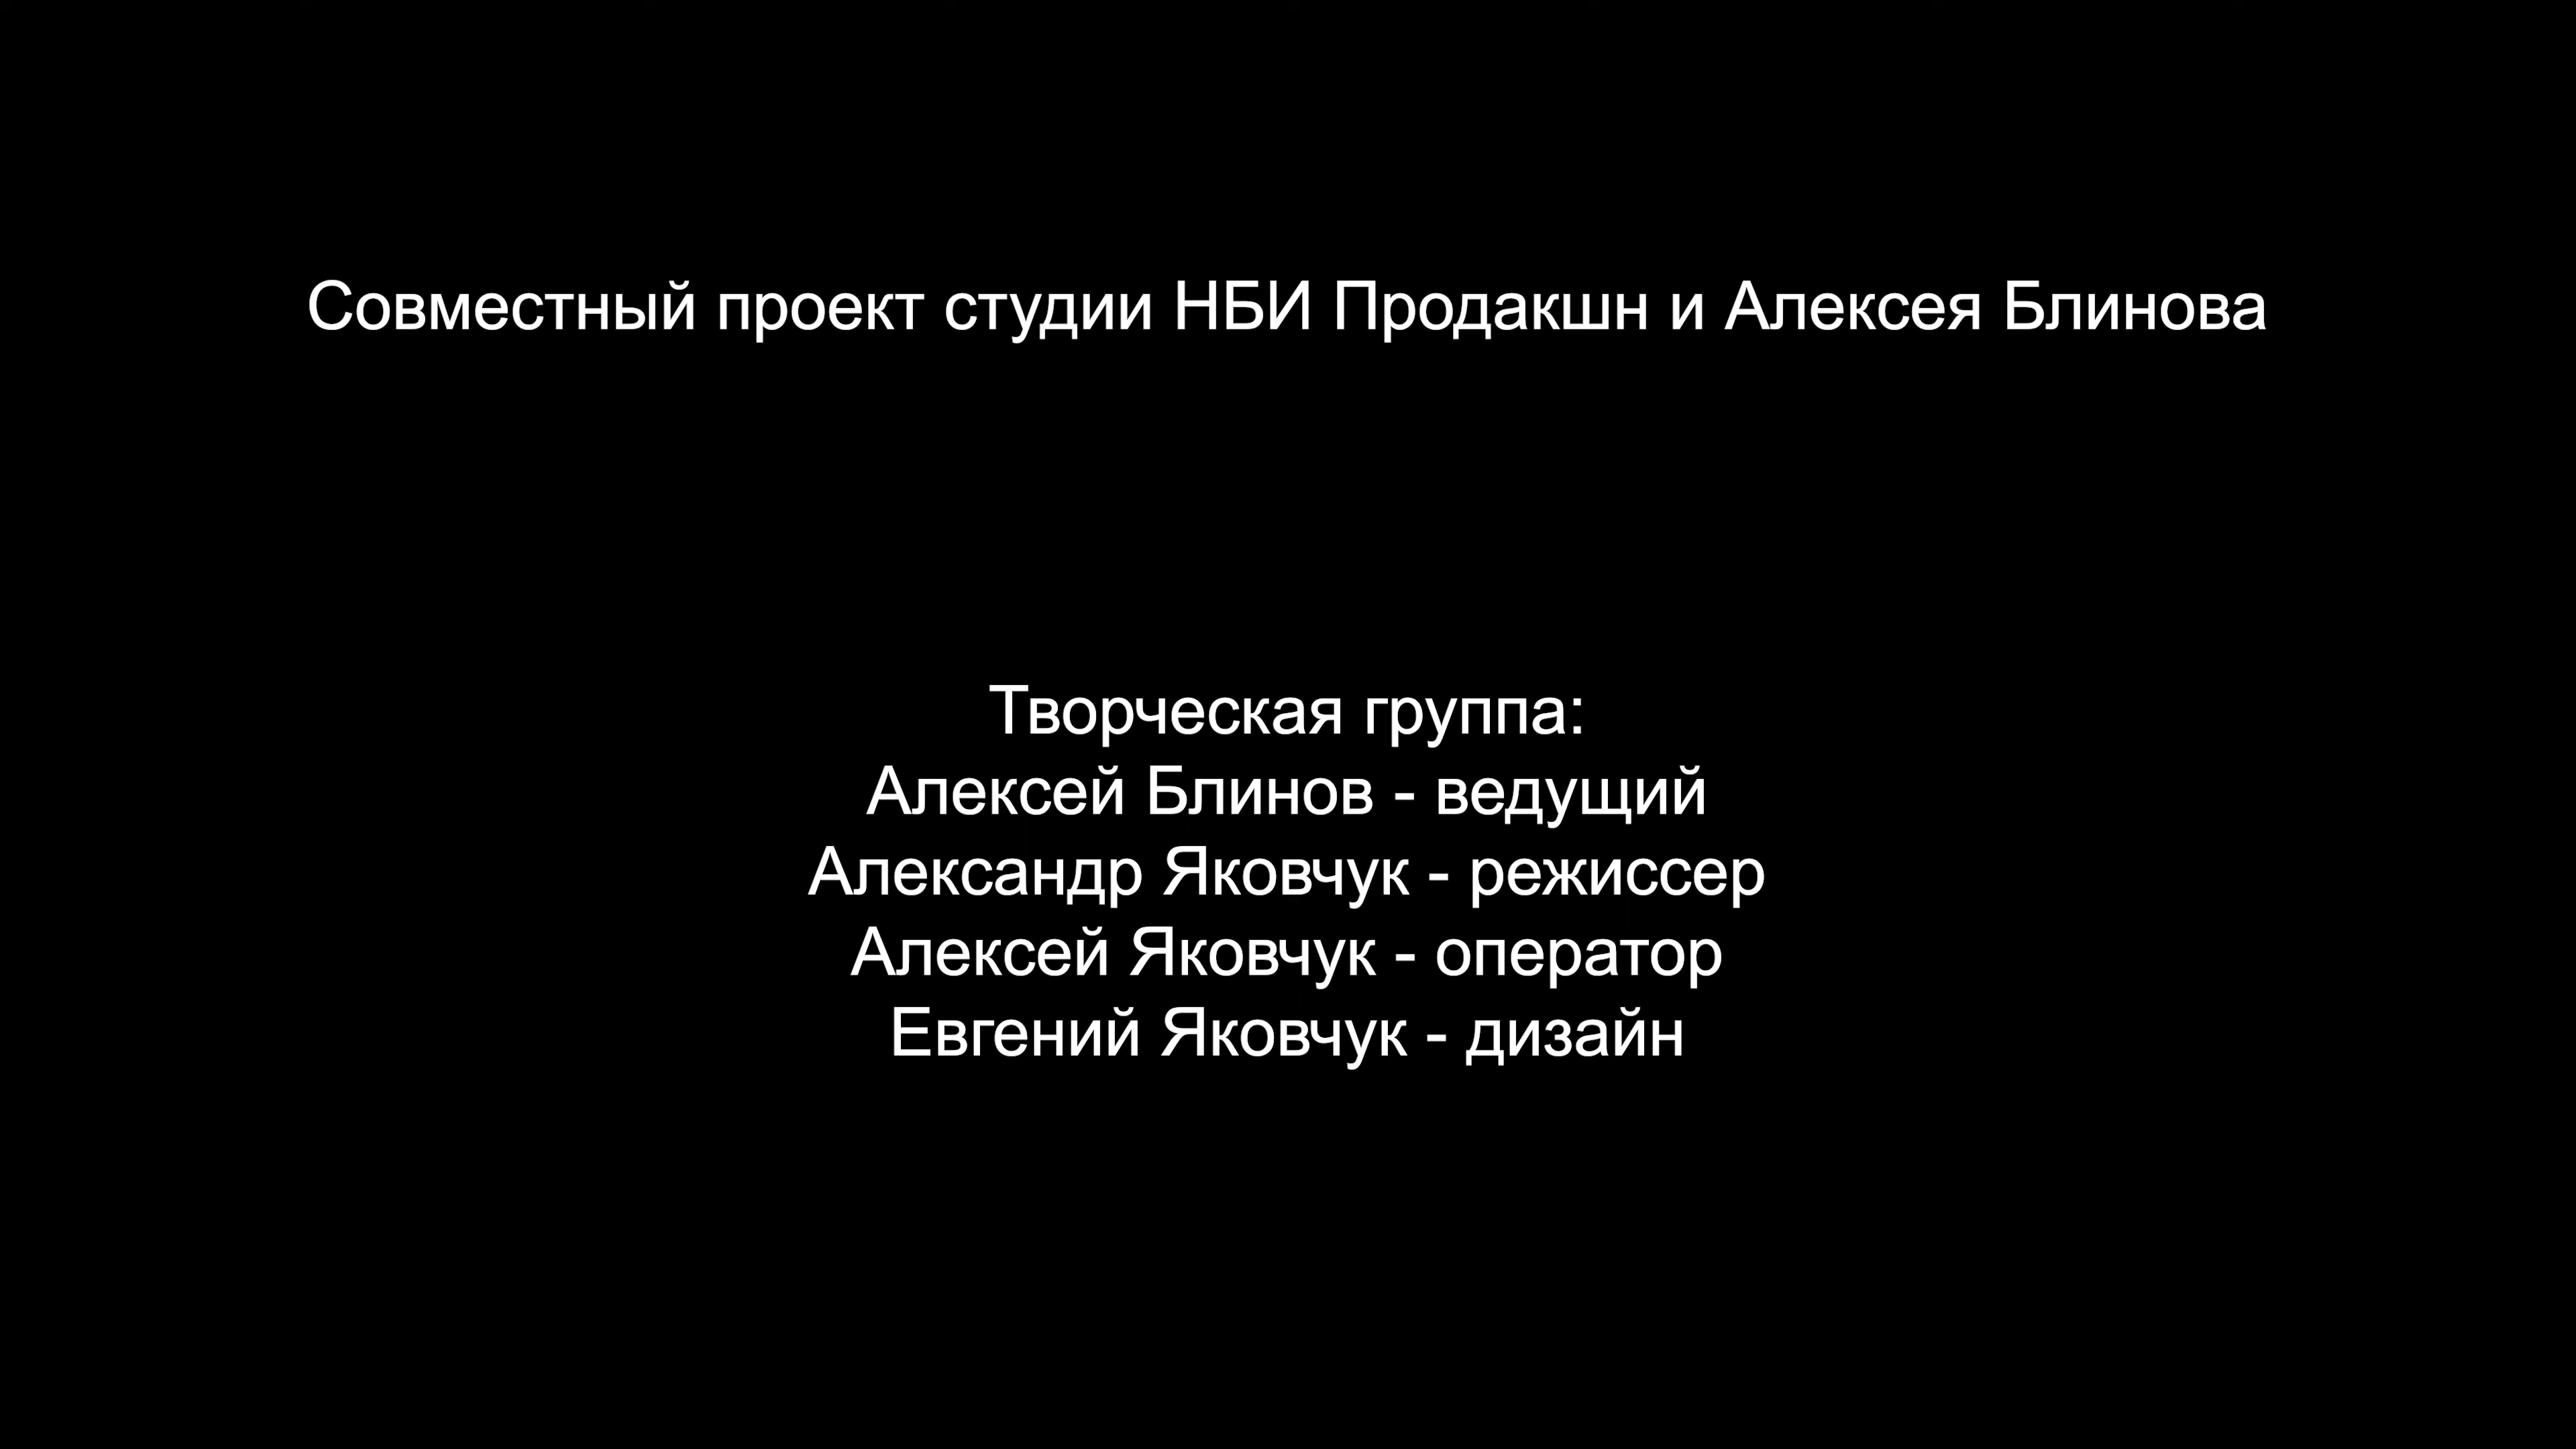 Совместный проект студии НБИ Продакшн и Алексея Блинова
Творческая группа:
Алексей Блинов - ведущий
Александр Яковчук - режиссер
Алексей Яковчук - оператор
Евгений Яковчук - дизайн